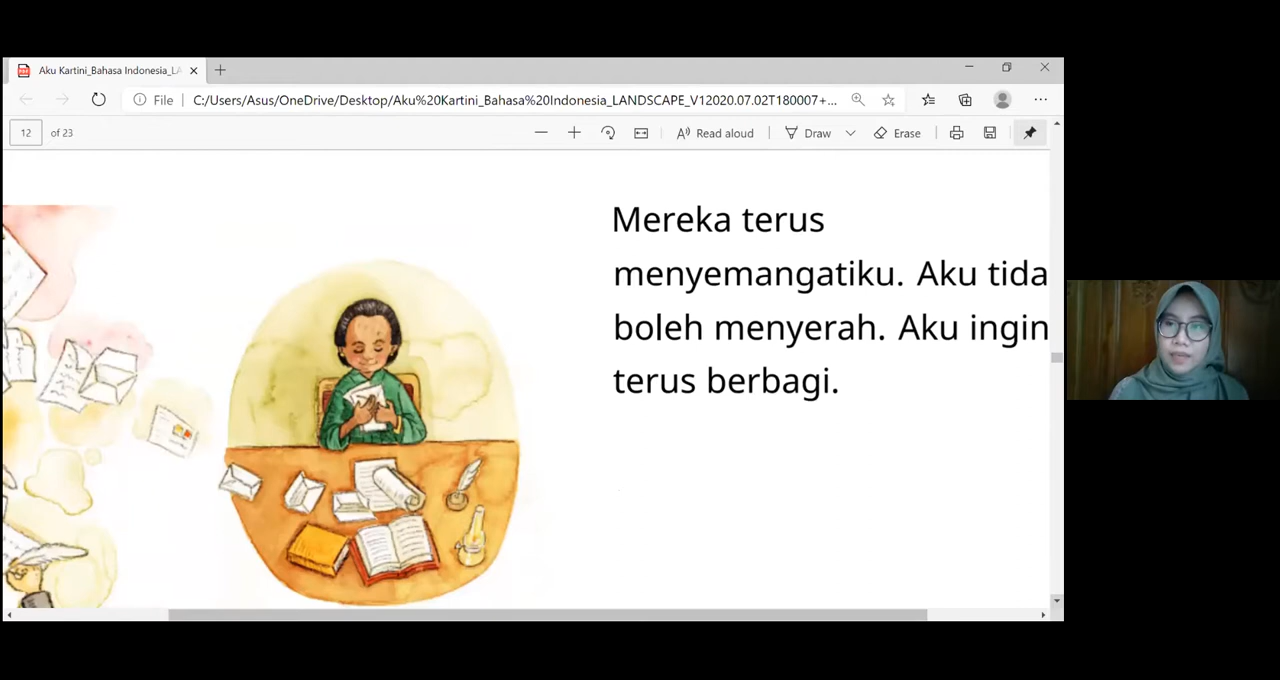 Aku Kartini_Bahasa Indonesia_LA
File
C:/Users/Asus/OneDrive/Desktop/Aku%20Kartini_Bahasa%20Indonesia_LANDSCAPE_V12020.07.02T180007+...
12 of 23
Read aloud
Draw
Erase
Mereka terus
menyemangatiku. Aku tida
boleh menyerah. Aku ingin
terus berbagi.